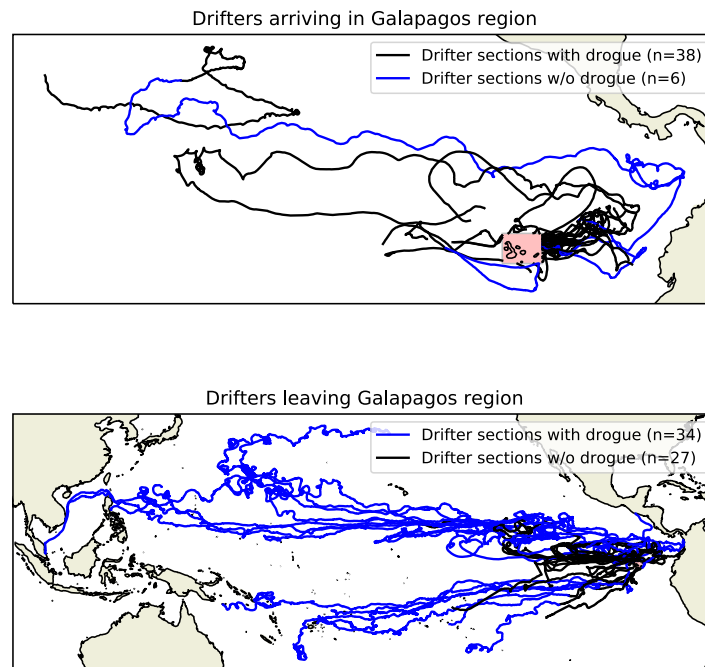 Drifters arriving in Galapagos region
Drifter sections with drogue (n=38)
Drifter sections w/o drogue (n=6)
Drifters leaving Galapagos region
Drifter sections with drogue (n=34)
Drifter sections w/o drogue (n=27)